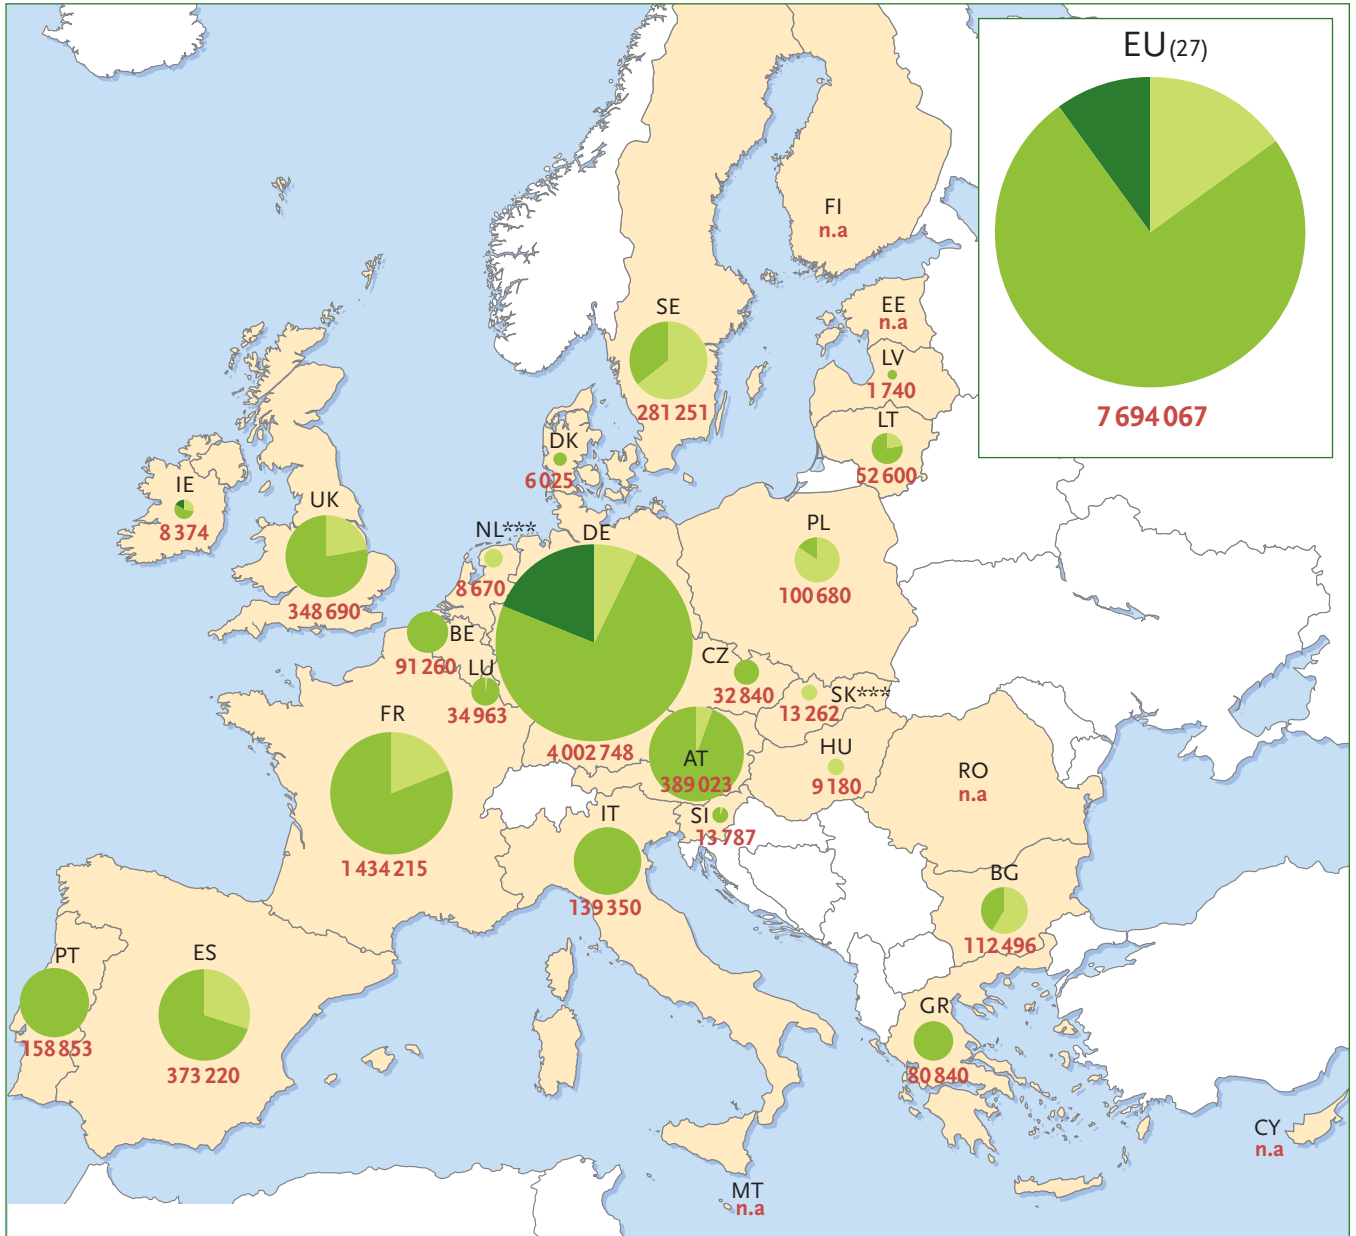 EU(27)
7 694 067
FI
n.a
SE
281 251
EE
n.a
LV
1 740
LT
52 600
DK
6 025
IE
8 374
UK
348 690
NL***
8 670
DE
4 002 748
PL
100 680
BE
91 260
LU
34 963
CZ
32 840
SK***
13 262
FR
1 434 215
AT
389 023
HU
9 180
RO
n.a
SI
13 787
IT
139 350
BG
112 496
PT
158 853
ES
373 220
GR
80 840
CY
n.a
MT
n.a